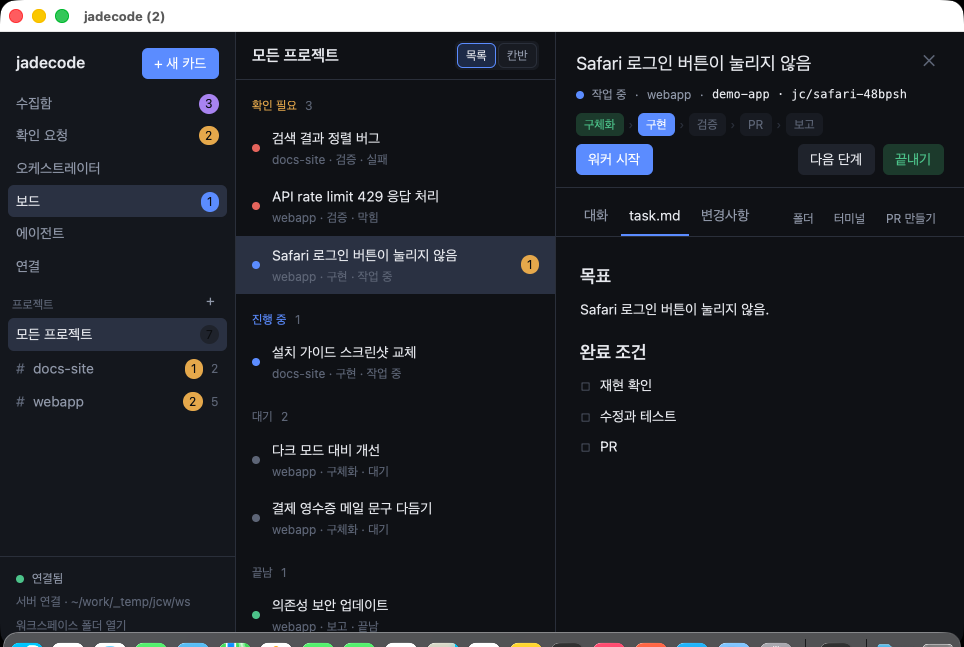 jadecode (2)
jadecode
+ 새 카드
수집함 3
확인 요청 2
오케스트레이터
보드 1
에이전트
연결
프로젝트 +
모든 프로젝트 7
# docs-site 1 2
# webapp 2 5
연결됨
서버 연결 · ~/work/_temp/jcw/ws
워크스페이스 폴더 열기
모든 프로젝트
목록 칸반
확인 필요 3
검색 결과 정렬 버그
docs-site · 검증 · 실패
API rate limit 429 응답 처리
webapp · 검증 · 막힘
Safari 로그인 버튼이 눌리지 않음
webapp · 구현 · 작업 중
1
진행 중 1
설치 가이드 스크린샷 교체
docs-site · 구현 · 작업 중
대기 2
다크 모드 대비 개선
webapp · 구체화 · 대기
결제 영수증 메일 문구 다듬기
webapp · 구체화 · 대기
끝남 1
의존성 보안 업데이트
webapp · 보고 · 끝남
Safari 로그인 버튼이 눌리지 않음
작업 중 · webapp · demo-app · jc/safari-48bpsh
구체화 › 구현 › 검증 › PR › 보고
워커 시작 다음 단계 끝내기
대화 task.md 변경사항 폴더 터미널 PR 만들기
목표
Safari 로그인 버튼이 눌리지 않음.
완료 조건
재현 확인
수정과 테스트
PR